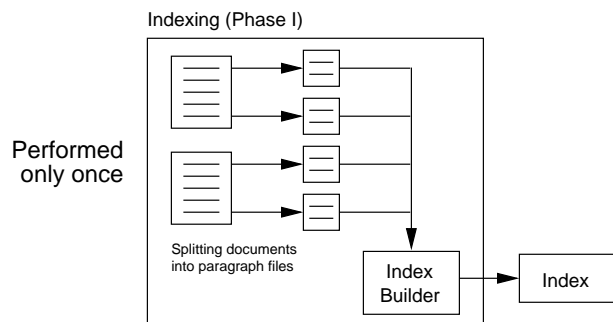 Indexing (Phase I)
Performed
only once
Splitting documents
into paragraph files
Index
Builder
Index